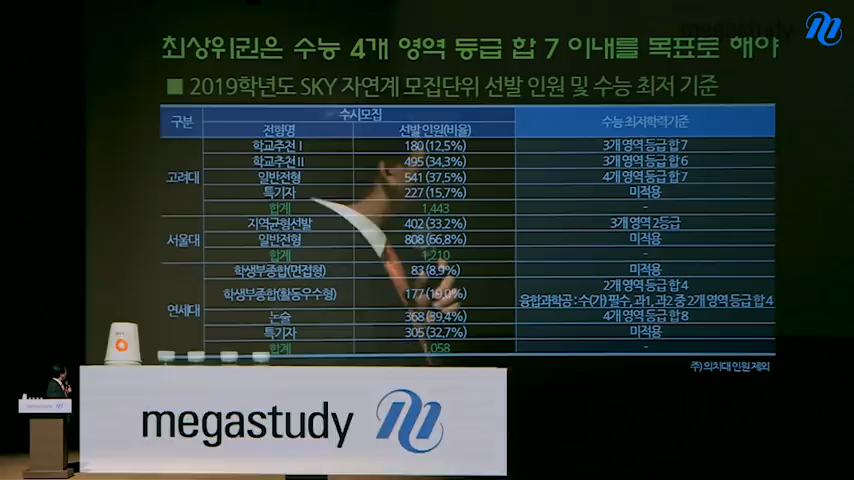 megastudy
최상위권은 수능 4개 영역 등급 합 7 이내를 목표로 해야
■ 2019학년도 SKY 자연계 모집단위 선발 인원 및 수능 최저 기준
구분 수시모집 수능 최저학력기준
전형명 선발 인원(비율)
고려대 학교추천 I 180 (12,5%) 3개 영역 등급 합 7
학교추천 II 495 (34,3%) 3개 영역 등급 합 6
일반전형 541 (37,5%) 4개 영역 등급 합 7
특기자 227 (15,7%) 미적용
합계 1,443 -
서울대 지역균형선발 402 (33,2%) 3개 영역 2등급
일반전형 808 (66,8%) 미적용
합계 1,210 -
연세대 학생부종합(면접형) 83 (8,9%) 미적용
학생부종합(활동우수형) 177 (19,0%) 2개 영역 등급 합 4
융합과학공 : 수(가) 필수, 과1, 과2 중 2개 영역 등급 합 4
논술 368 (39,4%) 4개 영역 등급 합 8
특기자 305 (32,7%) 미적용
합계 1,058 -
주) 의치대 인원 제외
megastudy